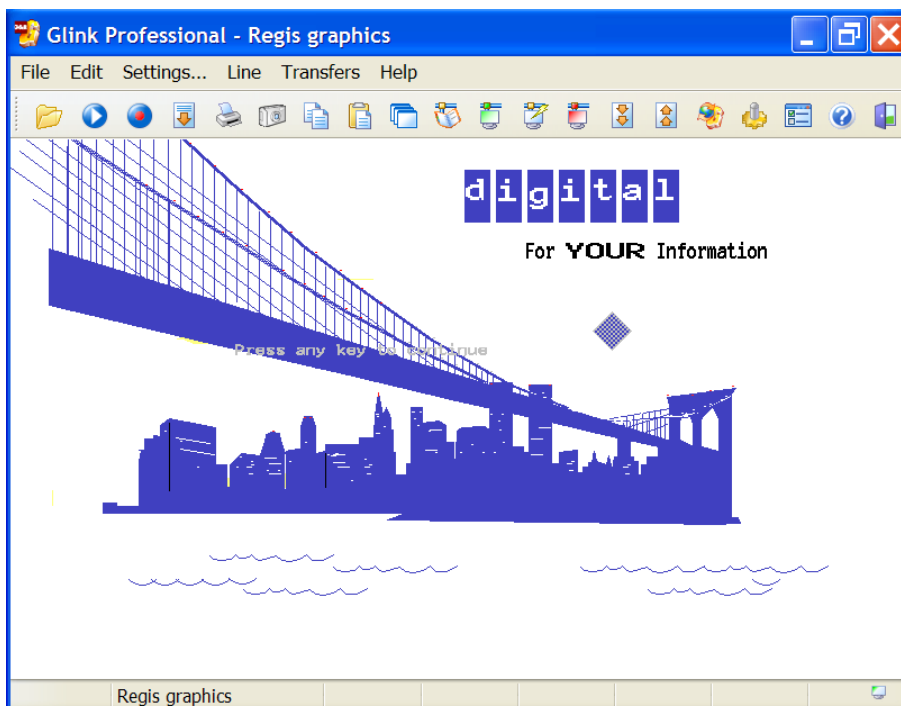 Glink Professional - Regis graphics
File Edit Settings... Line Transfers Help
digital
For YOUR Information
Press any key to continue
Regis graphics